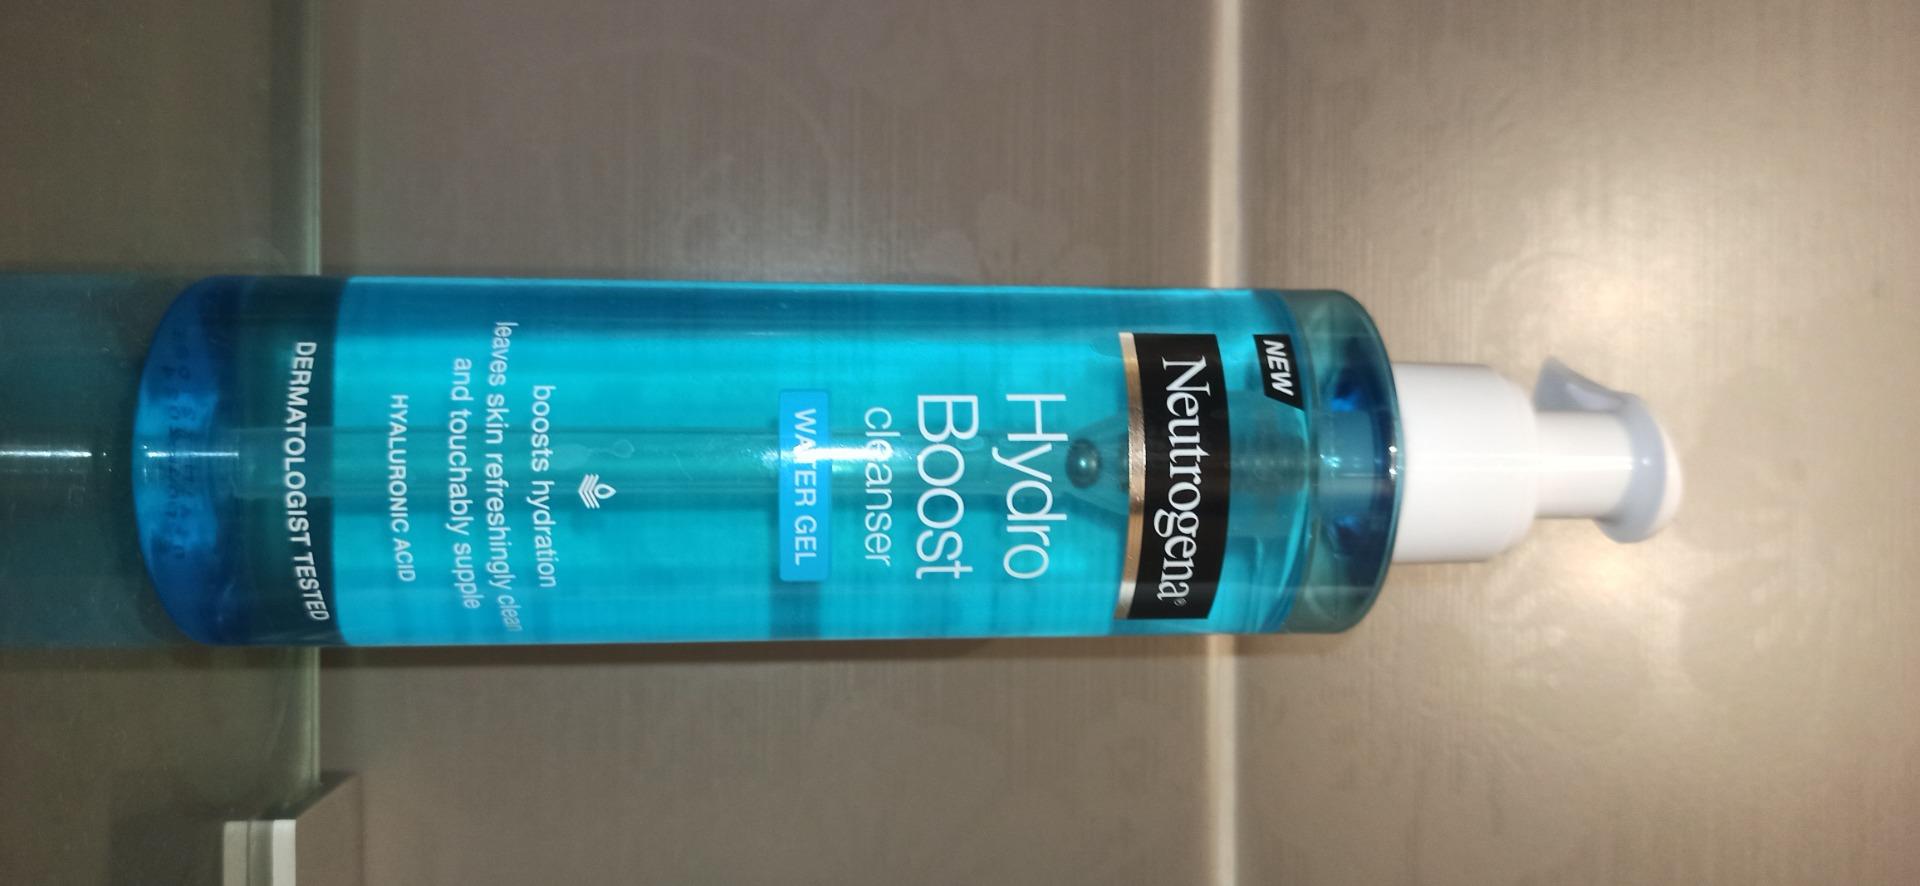 NEW
Neutrogena®
Hydro
Boost
cleanser
WATER GEL
boosts hydration
leaves skin refreshingly clean
and touchably supple
HYALURONIC ACID
DERMATOLOGIST TESTED